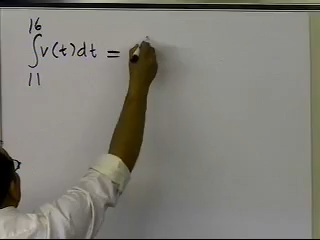 16
∫v(t)dt =
11